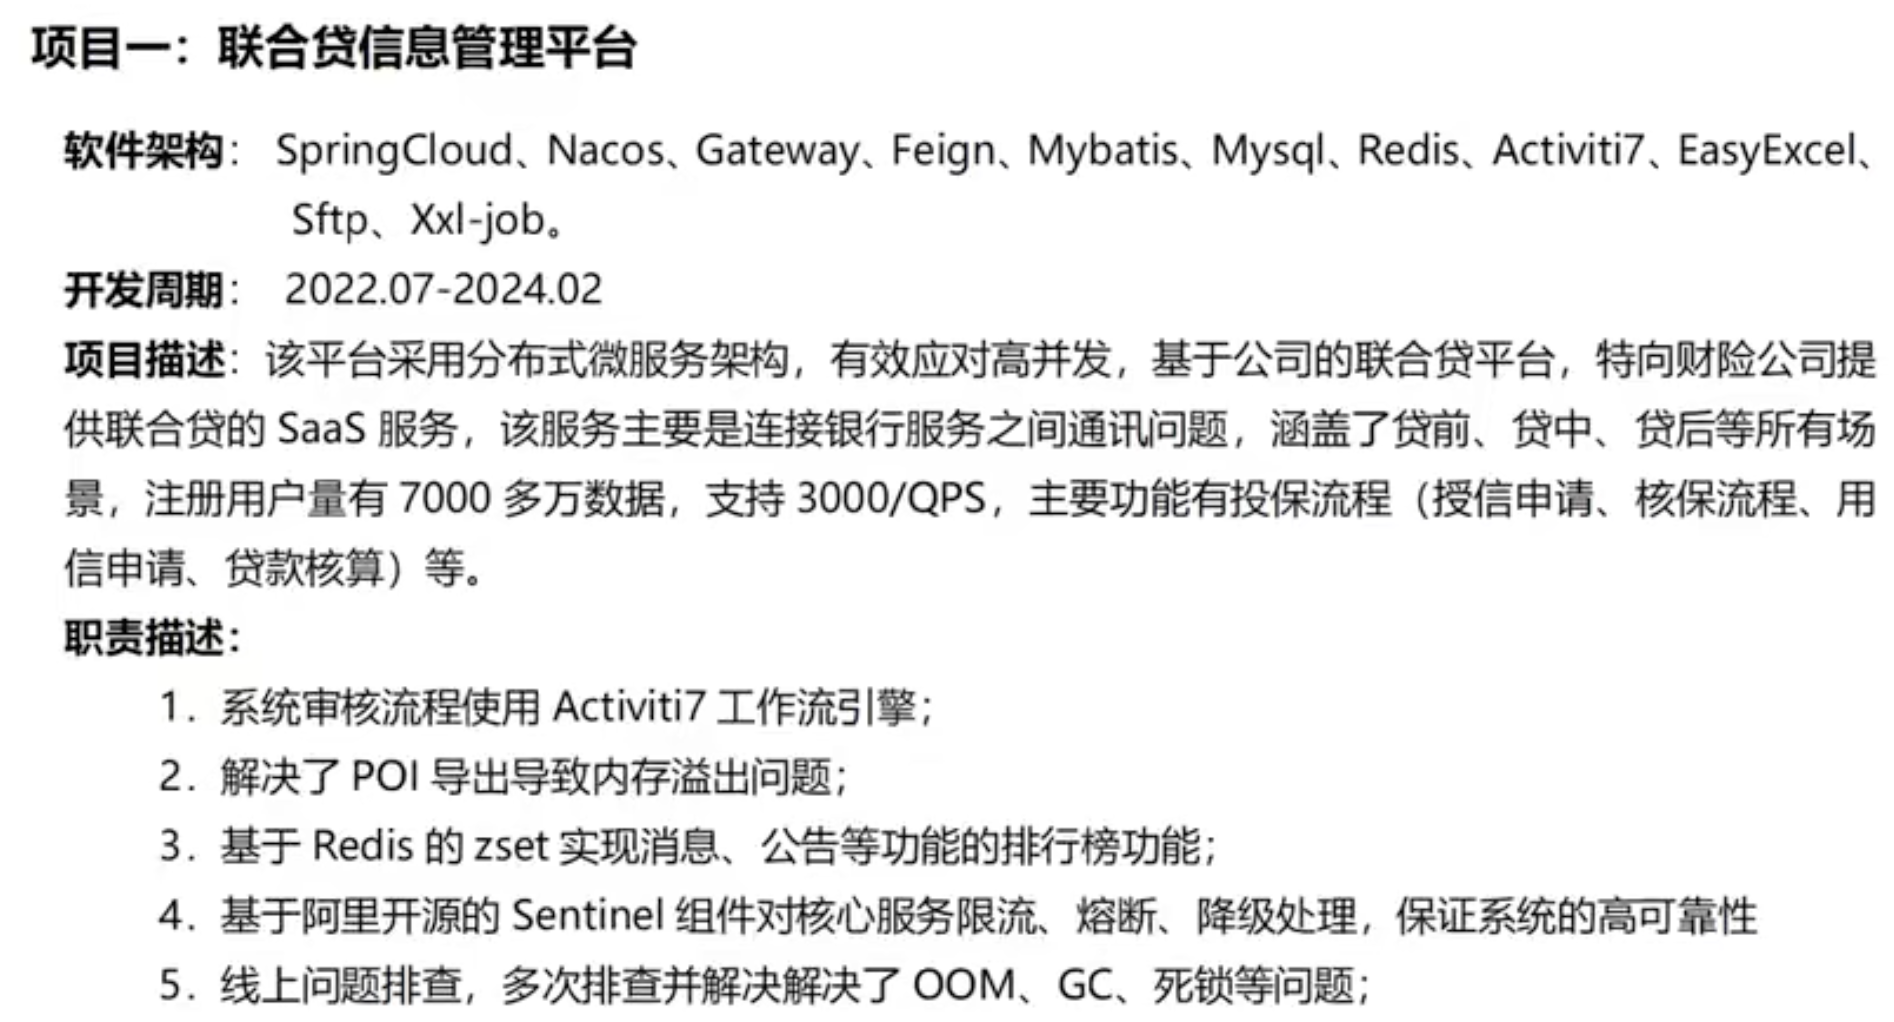 项目一：联合贷信息管理平台
软件架构： SpringCloud、Nacos、Gateway、Feign、Mybatis、Mysql、Redis、Activiti7、EasyExcel、
Sftp、Xxl-job。
开发周期： 2022.07-2024.02
项目描述：该平台采用分布式微服务架构，有效应对高并发，基于公司的联合贷平台，特向财险公司提
供联合贷的 SaaS 服务，该服务主要是连接银行服务之间通讯问题，涵盖了贷前、贷中、贷后等所有场
景，注册用户量有 7000 多万数据，支持 3000/QPS，主要功能有投保流程（授信申请、核保流程、用
信申请、贷款核算）等。
职责描述：
1. 系统审核流程使用 Activiti7 工作流引擎；
2. 解决了 POI 导出导致内存溢出问题；
3. 基于 Redis 的 zset 实现消息、公告等功能的排行榜功能；
4. 基于阿里开源的 Sentinel 组件对核心服务限流、熔断、降级处理，保证系统的高可靠性
5. 线上问题排查，多次排查并解决解决了 OOM、GC、死锁等问题；